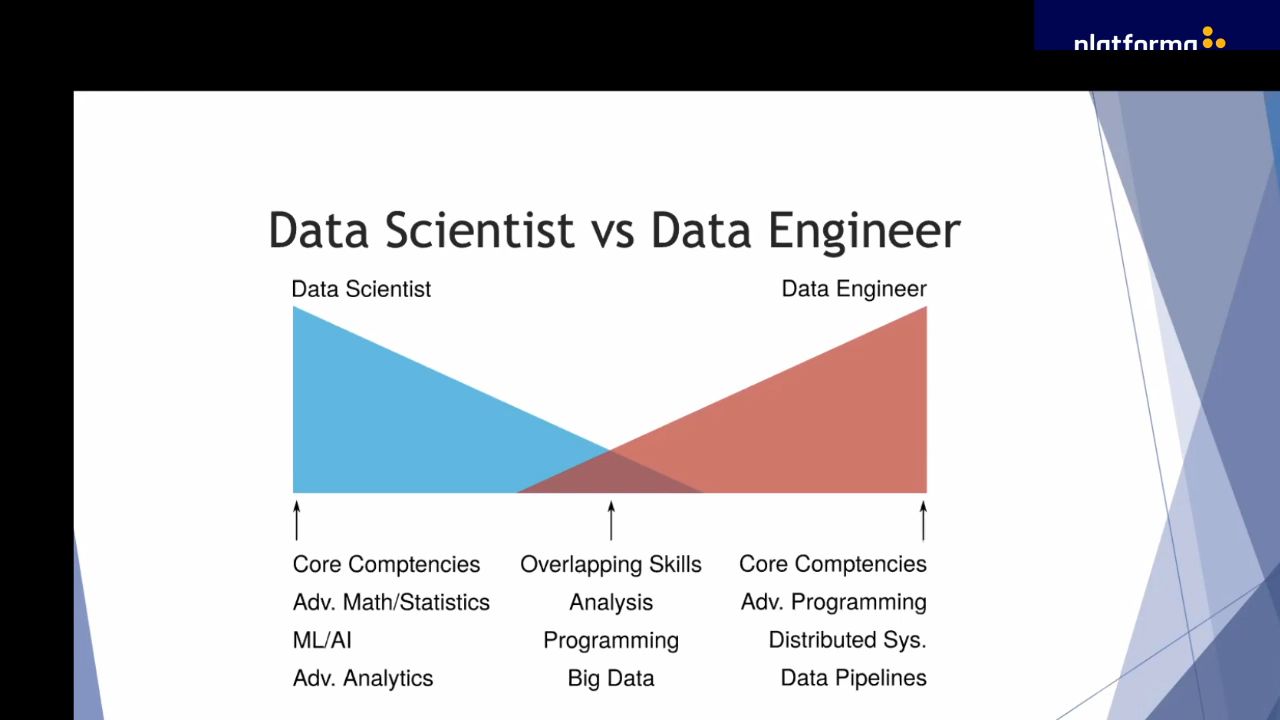 platforma
Data Scientist vs Data Engineer
Data Scientist
Data Engineer
Core Comptencies
Adv. Math/Statistics
ML/AI
Adv. Analytics
Overlapping Skills
Analysis
Programming
Big Data
Core Comptencies
Adv. Programming
Distributed Sys.
Data Pipelines